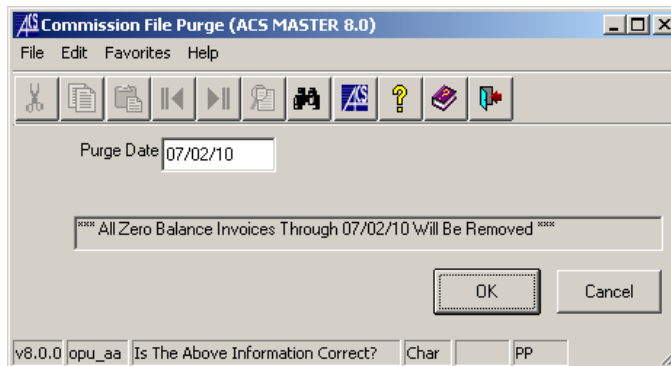 ACS Commission File Purge (ACS MASTER 8.0)
File Edit Favorites Help
ACS ?
Purge Date 07/02/10
*** All Zero Balance Invoices Through 07/02/10 Will Be Removed ***
OK Cancel
v8.0.0 opu_aa Is The Above Information Correct? Char PP